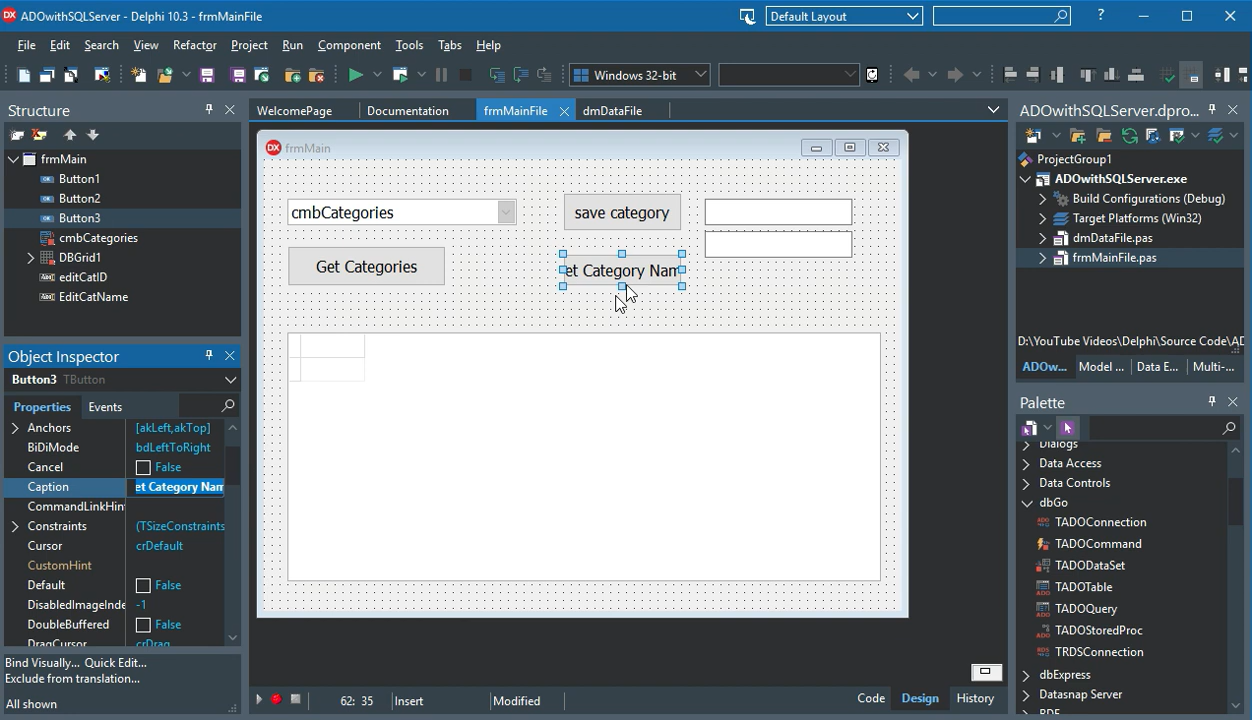 ADOwithSQLServer - Delphi 10.3 - frmMainFile
Default Layout
File Edit Search View Refactor Project Run Component Tools Tabs Help
Windows 32-bit
Structure
frmMain
Button1
Button2
Button3
cmbCategories
DBGrid1
editCatID
EditCatName
Object Inspector
Button3 TButton
Properties Events
Anchors [akLeft,akTop]
BiDiMode bdLeftToRight
Cancel False
Caption et Category Nam
CommandLinkHin
Constraints (TSizeConstraints
Cursor crDefault
CustomHint
Default False
DisabledImageInde -1
DoubleBuffered False
DragCursor crDrag
Bind Visually... Quick Edit...
Exclude from translation...
All shown
WelcomePage Documentation frmMainFile dmDataFile
frmMain
cmbCategories
save category
Get Categories
et Category Nam
62: 35 Insert Modified
Code Design History
ADOwithSQLServer.dpro...
ProjectGroup1
ADOwithSQLServer.exe
Build Configurations (Debug)
Target Platforms (Win32)
dmDataFile.pas
frmMainFile.pas
D:\YouTube Videos\Delphi\Source Code\AD
ADOw... Model ... Data E... Multi-...
Palette
Dialogs
Data Access
Data Controls
dbGo
TADOConnection
TADOCommand
TADODataSet
TADOTable
TADOQuery
TADOStoredProc
TRDSConnection
dbExpress
Datasnap Server